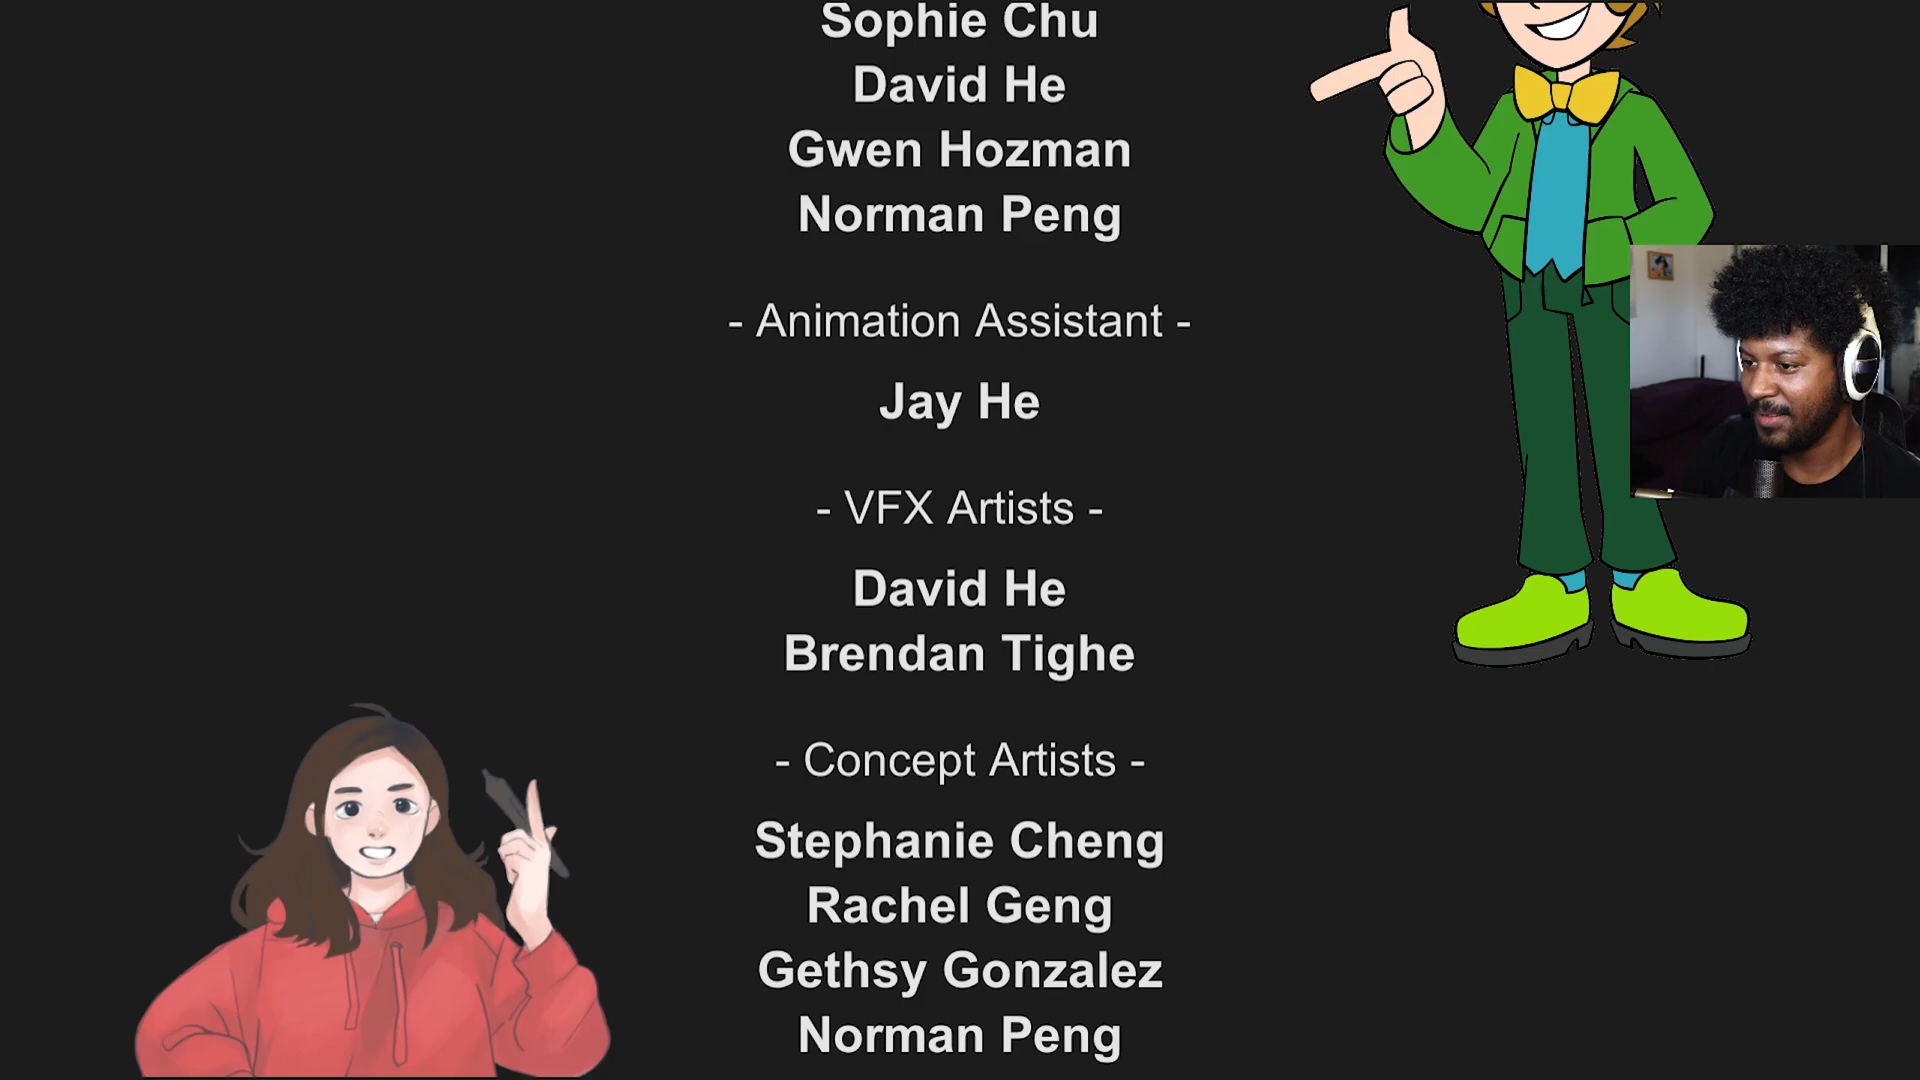 Sophie Chu
David He
Gwen Hozman
Norman Peng
- Animation Assistant -
Jay He
- VFX Artists -
David He
Brendan Tighe
- Concept Artists -
Stephanie Cheng
Rachel Geng
Gethsy Gonzalez
Norman Peng